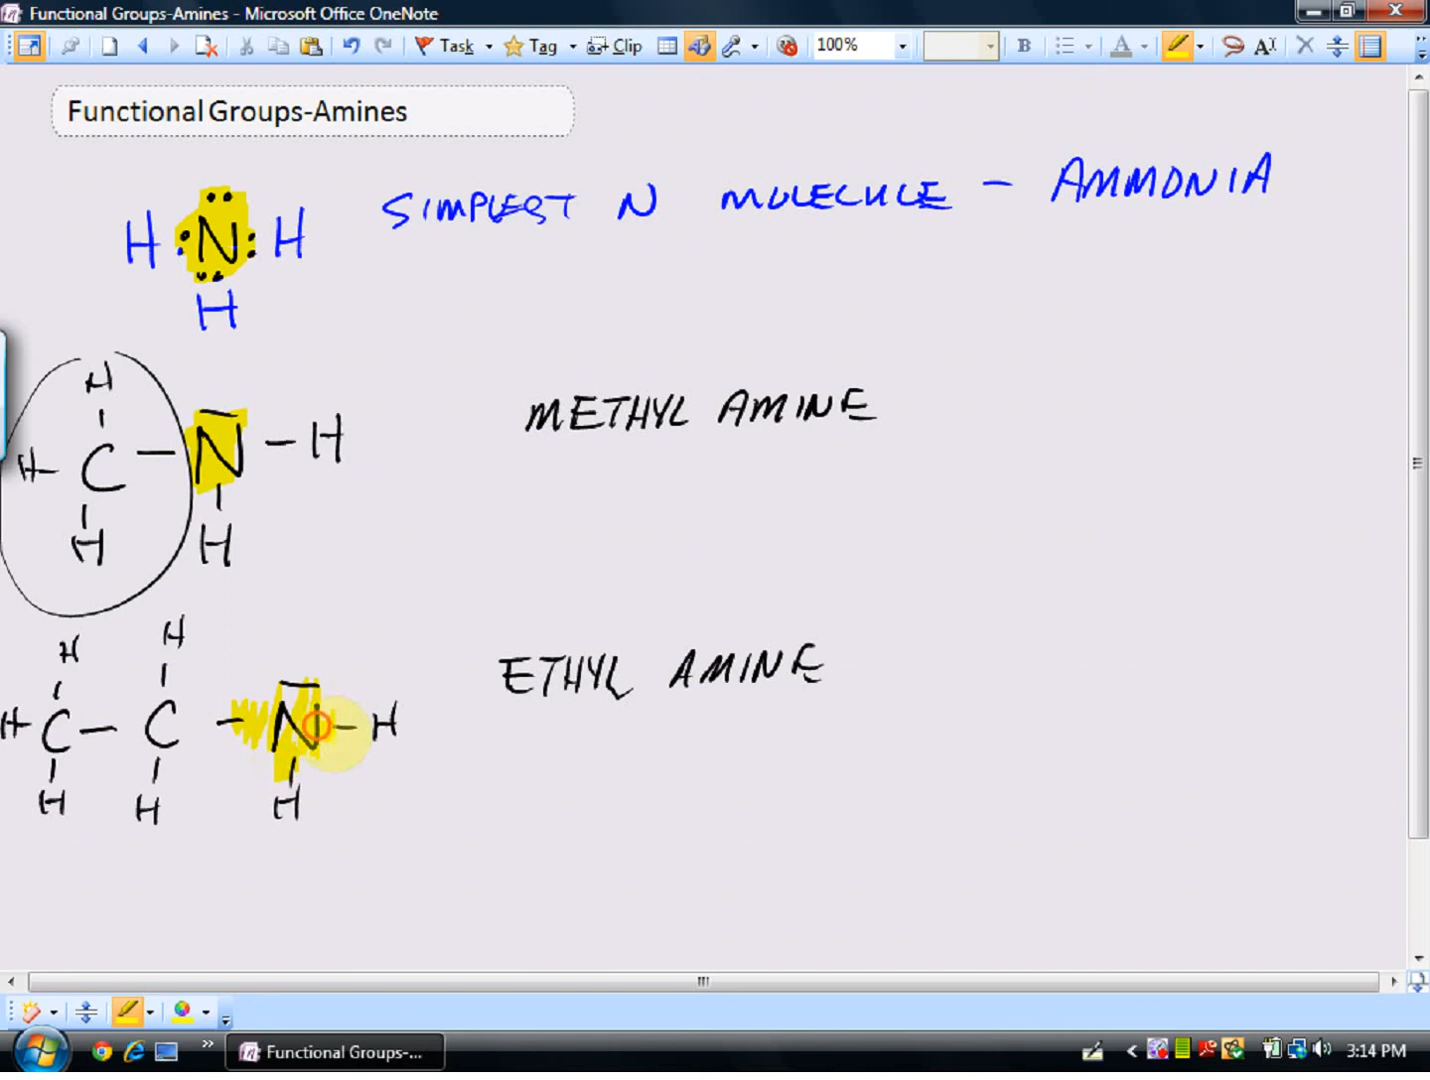 Functional Groups-Amines - Microsoft Office OneNote
Task Tag Clip 100% B A A
Functional Groups-Amines
SIMPLEST N MOLECULE - AMMONIA
H N H
H
H
H- C - N - H METHYL AMINE
H H
H H
ETHYL AMINE
H- C - C - N - H
H H H
Functional Groups-... 3:14 PM